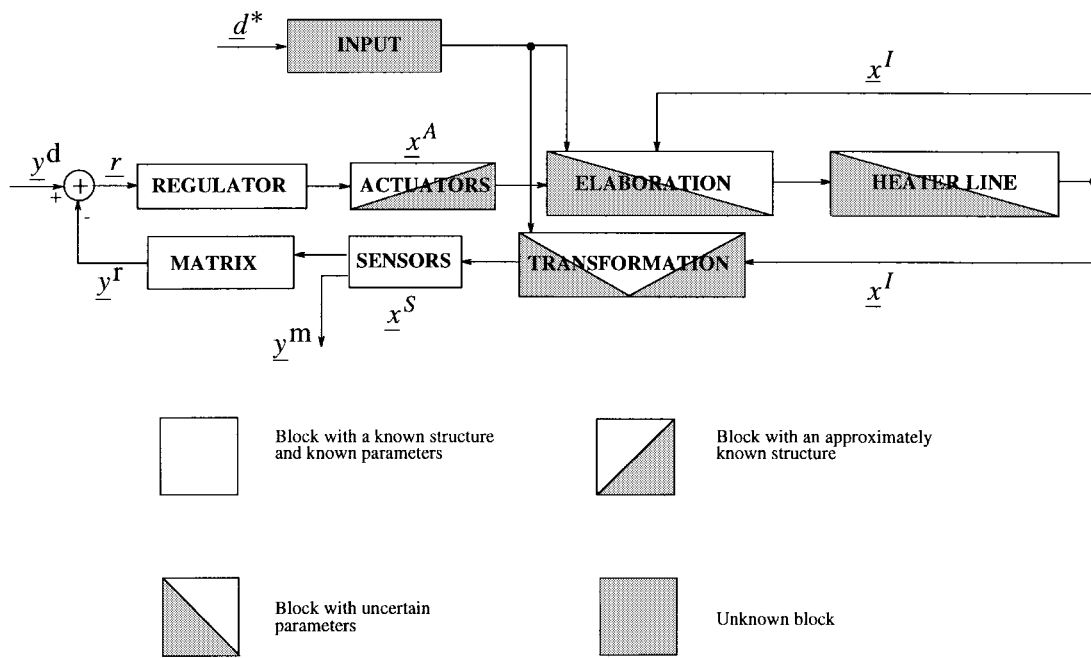 d*
INPUT
x^I
y^d
r
x^A
+
+
-
REGULATOR
ACTUATORS
ELABORATION
HEATER LINE
MATRIX
SENSORS
TRANSFORMATION
y^r
x^S
x^I
y^m
Block with a known structure
and known parameters
Block with an approximately
known structure
Block with uncertain
parameters
Unknown block